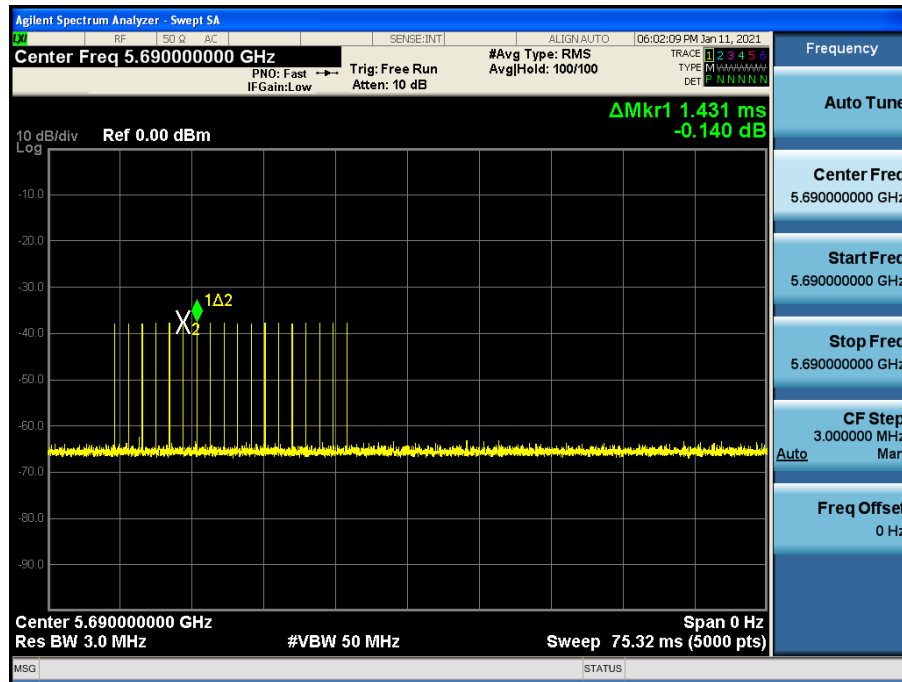 Agilent Spectrum Analyzer - Swept SA
LXI RF 50 Ω AC SENSE:INT ALIGN AUTO 06:02:09 PM Jan 11, 2021
Center Freq 5.690000000 GHz
#Avg Type: RMS
TRACE 1 2 3 4 5 6
PNO: Fast
Trig: Free Run
Avg|Hold: 100/100
TYPE M WWWWW
IFGain:Low
Atten: 10 dB
DET P N N N N N
Frequency
ΔMkr1 1.431 ms
-0.140 dB
10 dB/div Ref 0.00 dBm
Log
-10.0
-20.0
-30.0
1Δ2
2
-40.0
-50.0
-60.0
-70.0
-80.0
-90.0
Center 5.690000000 GHz
Span 0 Hz
Res BW 3.0 MHz
#VBW 50 MHz
Sweep 75.32 ms (5000 pts)
Auto Tune
Center Freq
5.690000000 GHz
Start Freq
5.690000000 GHz
Stop Freq
5.690000000 GHz
CF Step
3.000000 MHz
Auto Man
Freq Offset
0 Hz
MSG
STATUS